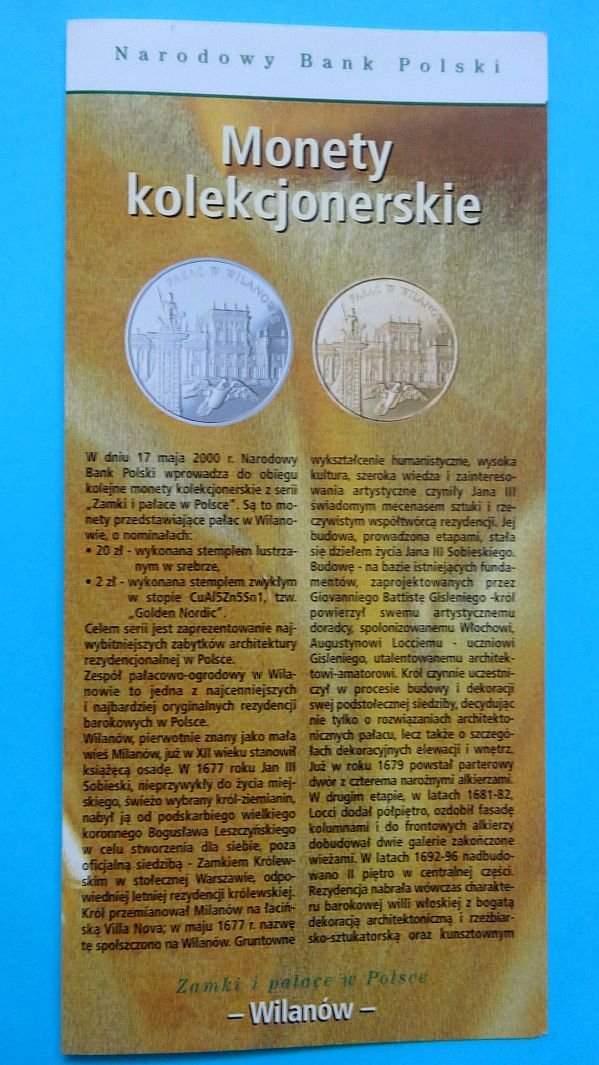 Narodowy Bank Polski
Monety
kolekcjonerskie
PAŁAC W WILANOWIE
PAŁAC W WILANOWIE
W dniu 17 maja 2000 r. Narodowy
Bank Polski wprowadza do obiegu
kolejne monety kolekcjonerskie z serii
„Zamki i pałace w Polsce”. Są to mo-
nety przedstawiające pałac w Wilano-
wie, o nominałach:
• 20 zł - wykonana stemplem lustrza-
nym w srebrze,
• 2 zł - wykonana stemplem zwykłym
w stopie CuAl5Zn5Sn1, tzw.
„Golden Nordic”.
Celem serii jest zaprezentowanie naj-
wybitniejszych zabytków architektury
rezydencjonalnej w Polsce.
Zespół pałacowo-ogrodowy w Wila-
nowie to jedna z najcenniejszych
i najbardziej oryginalnych rezydencji
barokowych w Polsce.
Wilanów, pierwotnie znany jako mała
wieś Milanów, już w XII wieku stanowił
książęcą osadę. W 1677 roku Jan III
Sobieski, nieprzywykły do życia miej-
skiego, świeżo wybrany król-ziemianin,
nabył ją od podskarbiego wielkiego
koronnego Bogusława Leszczyńskiego
w celu stworzenia dla siebie, poza
oficjalną siedzibą - Zamkiem Królew-
skim w stołecznej Warszawie, odpo-
wiedniej letniej rezydencji królewskiej.
Król przemianował Milanów na łaciń-
ską Villa Nova; w maju 1677 r. nazwę
tę spolszczono na Wilanów. Gruntowne
wykształcenie humanistyczne, wysoka
kultura, szeroka wiedza i zaintereso-
wania artystyczne czyniły Jana III
świadomym mecenasem sztuki i rze-
czywistym współtwórcą rezydencji. Jej
budowa, prowadzona etapami, stała
się dziełem życia Jana III Sobieskiego.
Budowę - na bazie istniejących funda-
mentów, zaprojektowanych przez
Giovanniego Battistę Gisleniego -król
powierzył swemu artystycznemu
doradcy, spolonizowanemu Włochowi,
Augustynowi Locciemu - uczniowi
Gisleniego, utalentowanemu architek-
towi-amatorowi. Król czynnie uczestni-
czył w procesie budowy i dekoracji
swej podstołecznej siedziby, decydując
nie tylko o rozwiązaniach architekto-
nicznych pałacu, lecz także o szczegó-
łach dekoracyjnych elewacji i wnętrz.
Już w roku 1679 powstał parterowy
dwór z czterema narożnymi alkierzami.
W drugim etapie, w latach 1681-82,
Locci dodał półpiętro, ozdobił fasadę
kolumnami i do frontowych alkierzy
dobudował dwie galerie zakończone
wieżami. W latach 1692-96 nadbudo-
wano II piętro w centralnej części.
Rezydencja nabrała wówczas charakte-
ru barokowej willi włoskiej z bogatą
dekoracją architektoniczną i rzeźbiar-
sko-sztukatorską oraz kunsztownym
Zamki i pałace w Polsce
– Wilanów –